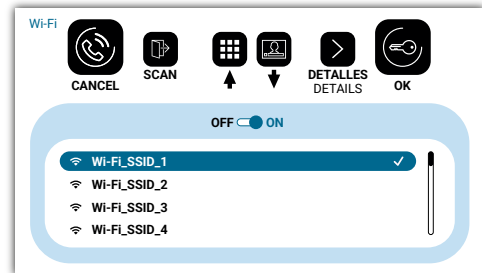 Wi-Fi
CANCEL
SCAN
DETALLES
DETAILS
OK
OFF ON
Wi-Fi_SSID_1
Wi-Fi_SSID_2
Wi-Fi_SSID_3
Wi-Fi_SSID_4